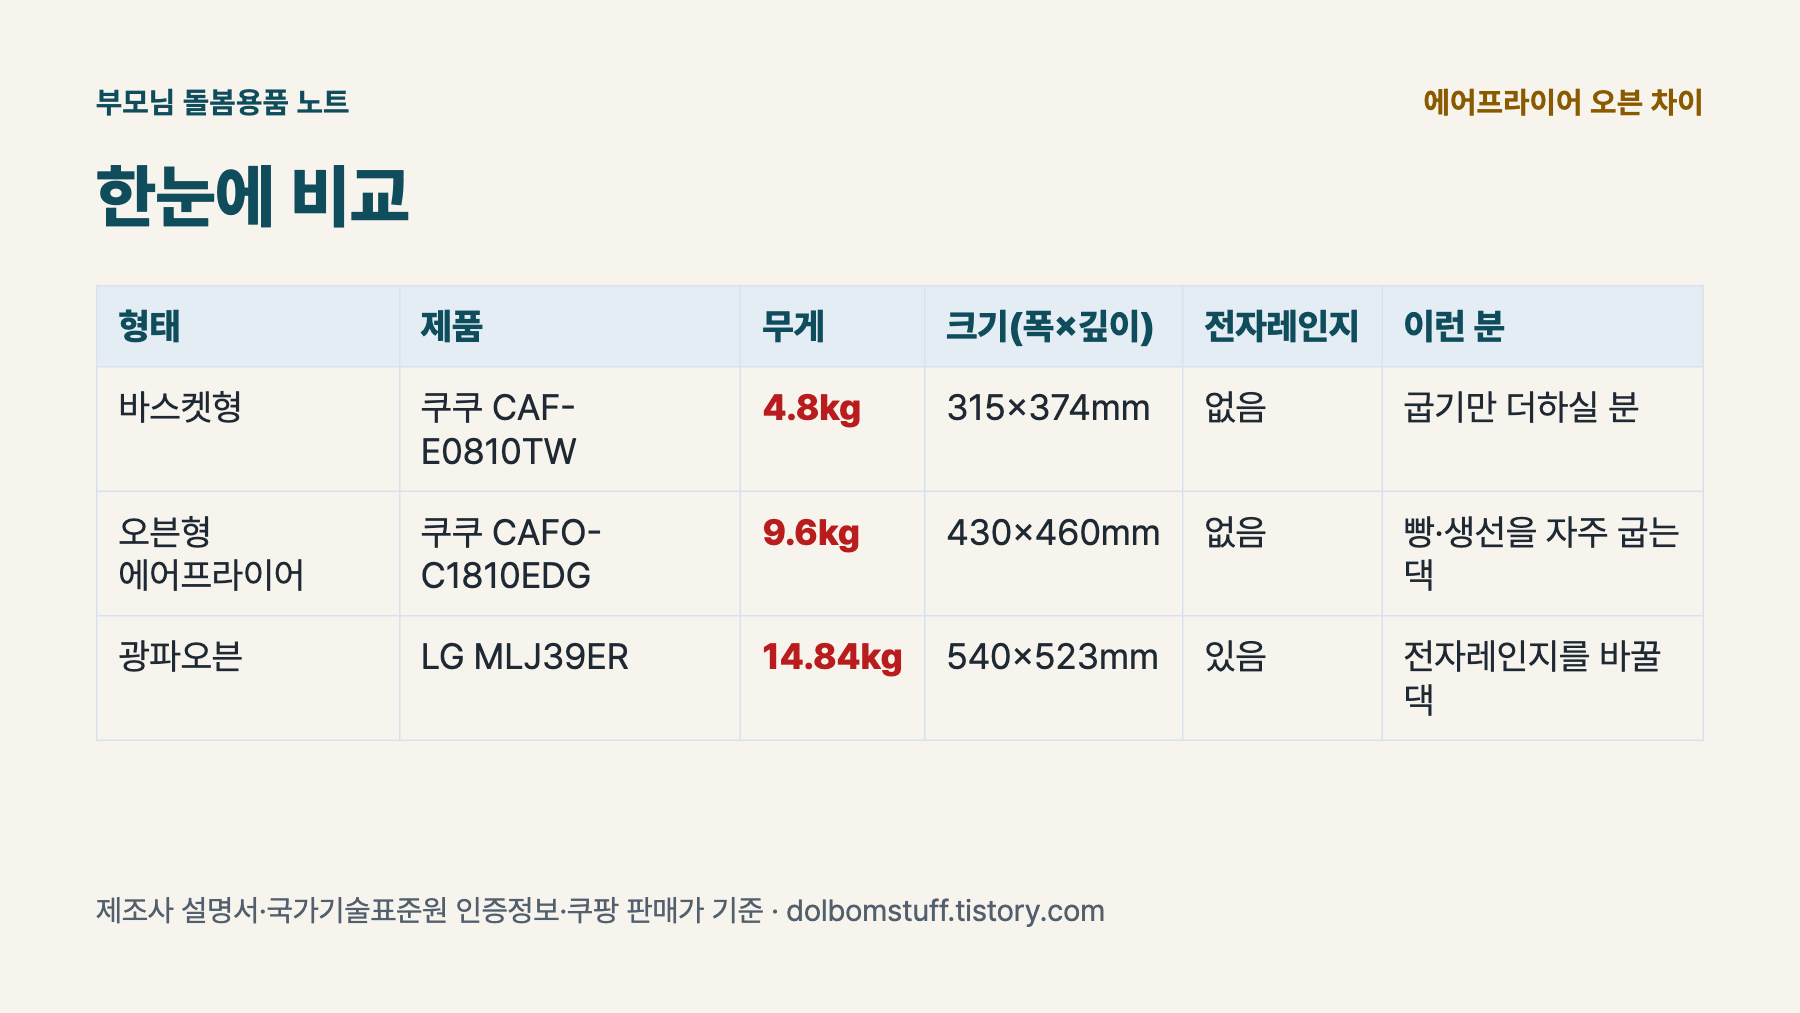 부모님 돌봄용품 노트
에어프라이어 오븐 차이
한눈에 비교
형태 제품 무게 크기(폭×깊이) 전자레인지 이런 분
바스켓형 쿠쿠 CAF- 4.8kg 315×374mm 없음 굽기만 더하실 분
E0810TW
오븐형 쿠쿠 CAFO- 9.6kg 430×460mm 없음 빵·생선을 자주 굽는
에어프라이어 C1810EDG 댁
광파오븐 LG MLJ39ER 14.84kg 540×523mm 있음 전자레인지를 바꿀
댁
제조사 설명서·국가기술표준원 인증정보·쿠팡 판매가 기준 · dolbomstuff.tistory.com